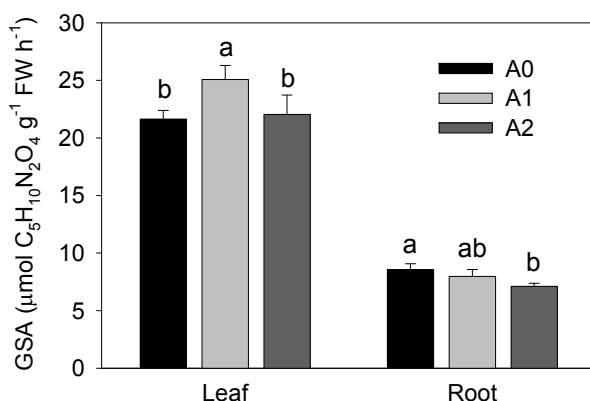 GSA (μmol C₅H₁₀N₂O₄ g⁻¹ FW h⁻¹)
30
25
20
15
10
5
0
b
a
b
a
ab
b
A0
A1
A2
Leaf
Root